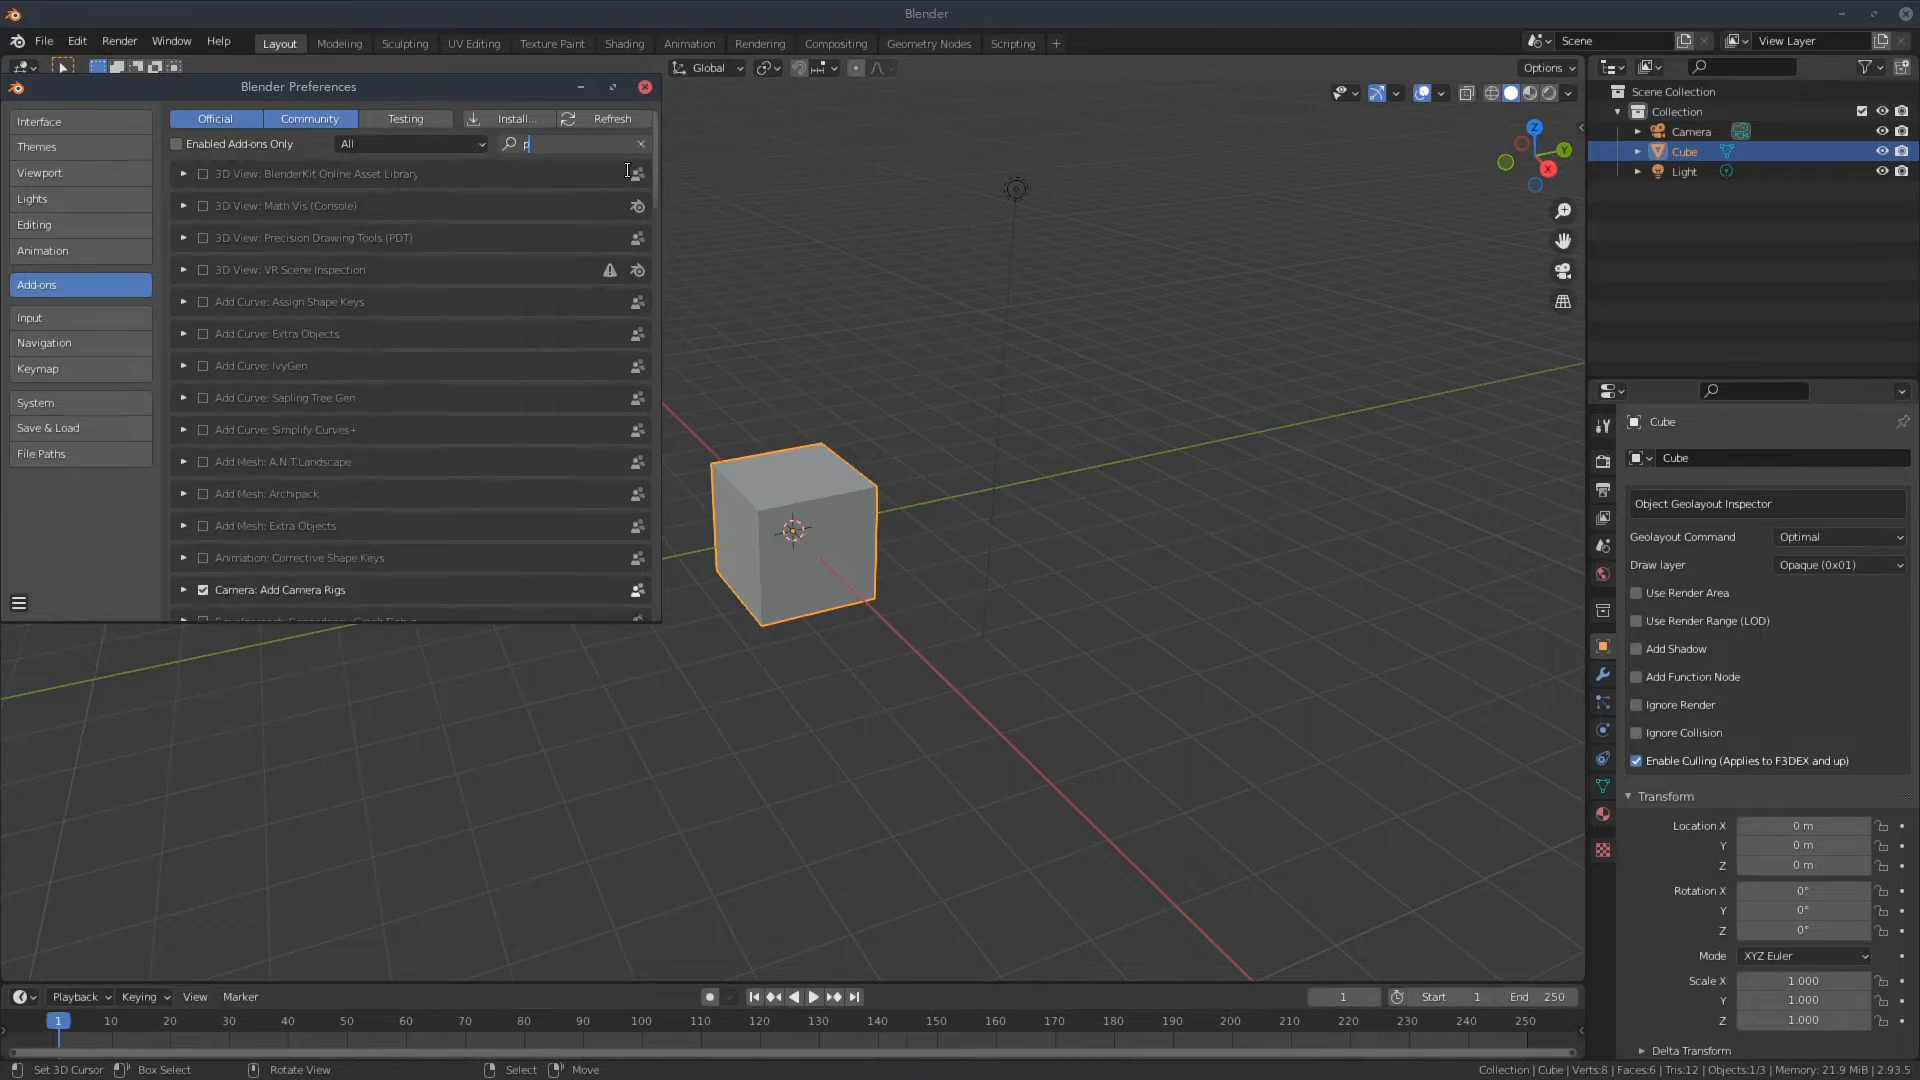 Blender
File Edit Render Window Help Layout Modeling Sculpting UV Editing Texture Paint Shading Animation Rendering Compositing Geometry Nodes Scripting + Scene View Layer
Global Options
Blender Preferences
Interface
Themes
Viewport
Lights
Editing
Animation
Add-ons
Input
Navigation
Keymap
System
Save & Load
File Paths
Official Community Testing Install... Refresh
Enabled Add-ons Only All p
3D View: BlenderKit Online Asset Library
3D View: Math Vis (Console)
3D View: Precision Drawing Tools (PDT)
3D View: VR Scene Inspection
Add Curve: Assign Shape Keys
Add Curve: Extra Objects
Add Curve: IvyGen
Add Curve: Sapling Tree Gen
Add Curve: Simplify Curves+
Add Mesh: A.N.T.Landscape
Add Mesh: Archipack
Add Mesh: Extra Objects
Animation: Corrective Shape Keys
Camera: Add Camera Rigs
Z
Y
X
Scene Collection
Collection
Camera
Cube
Light
Cube
Cube
Object Geolayout Inspector
Geolayout Command Optimal
Draw layer Opaque (0x01)
Use Render Area
Use Render Range (LOD)
Add Shadow
Add Function Node
Ignore Render
Ignore Collision
Enable Culling (Applies to F3DEX and up)
Transform
Location X 0 m
Y 0 m
Z 0 m
Rotation X 0°
Y 0°
Z 0°
Mode XYZ Euler
Scale X 1.000
Y 1.000
Z 1.000
Delta Transform
Playback Keying View Marker 1 Start 1 End 250
1 10 20 30 40 50 60 70 80 90 100 110 120 130 140 150 160 170 180 190 200 210 220 230 240 250
Set 3D Cursor Box Select Rotate View Select Move Collection | Cube | Verts:8 | Faces:6 | Tris:12 | Objects:1/3 | Memory: 21.9 MiB | 2.93.5